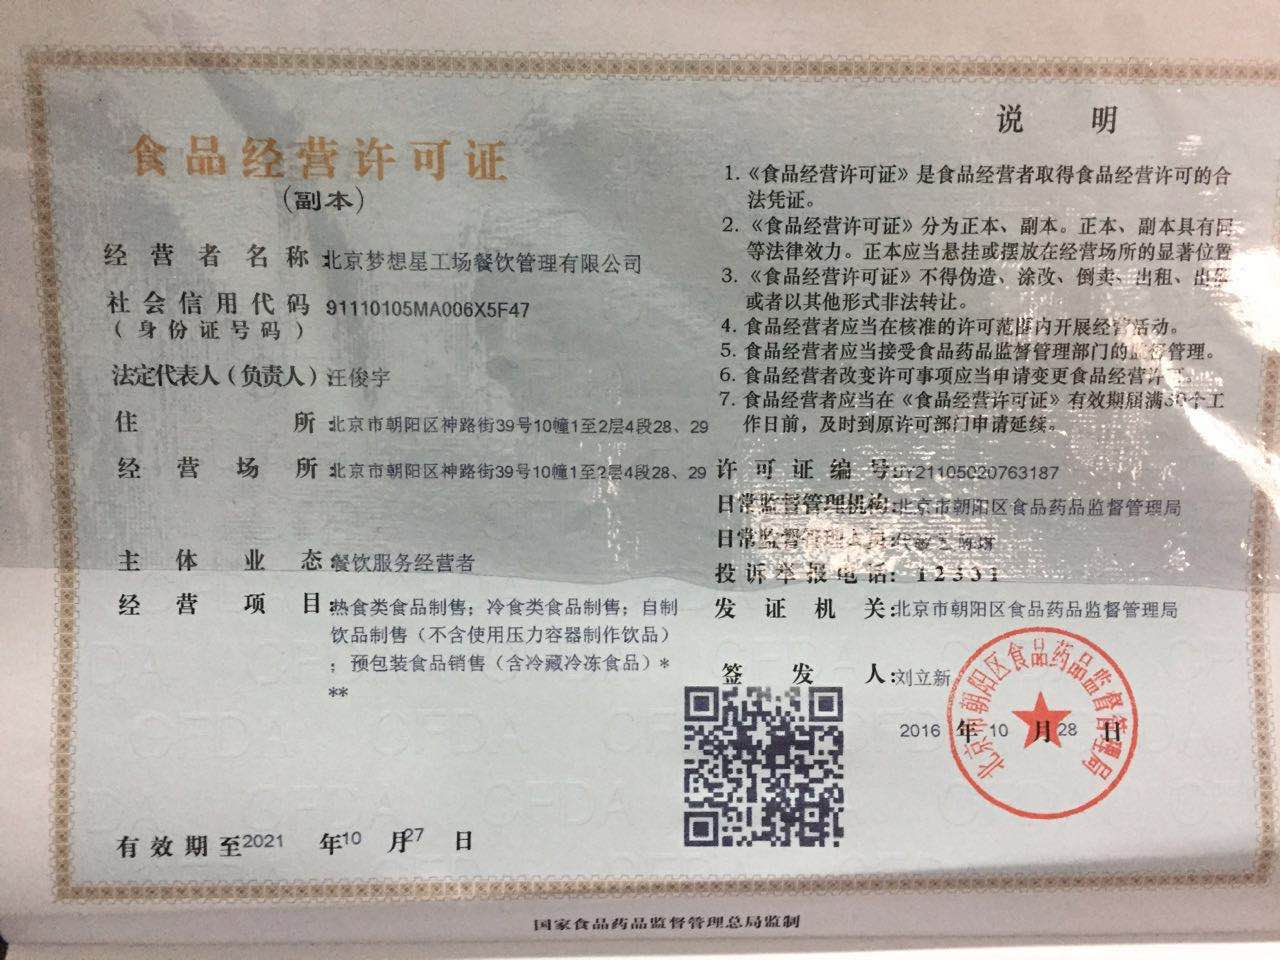 食品经营许可证
（副本）
经营者名称：北京梦想星工场餐饮管理有限公司
社会信用代码 91110105MA006X5F47
（身份证号码）
法定代表人（负责人）：汪俊宇
住所：北京市朝阳区神路街39号10幢1至2层4段28、29
经营场所：北京市朝阳区神路街39号10幢1至2层4段28、29
主体业态：餐饮服务经营者
经营项目：热食类食品制售；冷食类食品制售；自制
饮品制售（不含使用压力容器制作饮品）
；预包装食品销售（含冷藏冷冻食品）*
**
有效期至2021年10月27日
说明
1.《食品经营许可证》是食品经营者取得食品经营许可的合
法凭证。
2.《食品经营许可证》分为正本、副本。正本、副本具有同
等法律效力。正本应当悬挂或摆放在经营场所的显著位置
3.《食品经营许可证》不得伪造、涂改、倒卖、出租、出借
或者以其他形式非法转让。
4.食品经营者应当在核准的许可范围内开展经营活动。
5.食品经营者应当接受食品药品监督管理部门的监督管理。
6.食品经营者改变许可事项应当申请变更食品经营许可。
7.食品经营者应当在《食品经营许可证》有效期届满30个工
作日前，及时到原许可部门申请延续。
许可证编号：JY21105020763187
日常监督管理机构：北京市朝阳区食品药品监督管理局
日常监督管理人员：
投诉举报电话：12331
发证机关：北京市朝阳区食品药品监督管理局
签发人：刘立新
2016年10月28日
北京市朝阳区食品药品监督管理局
国家食品药品监督管理总局监制